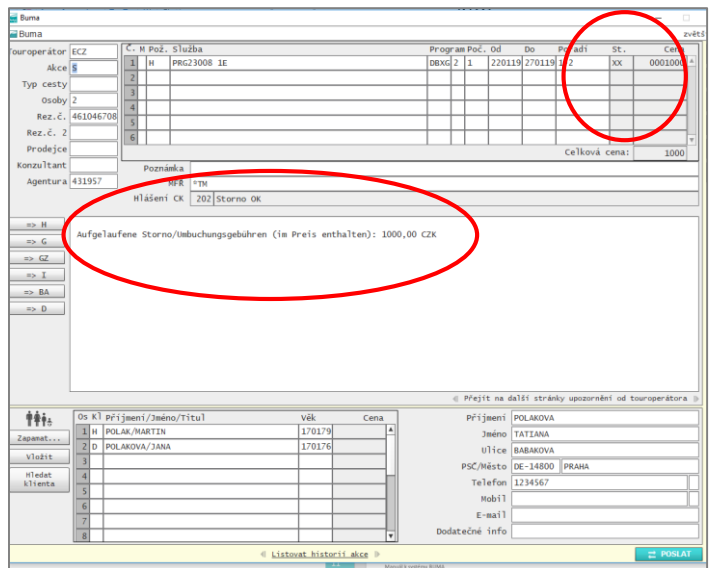 Buma
Buma zvětš
Touroperátor ECZ
Akce S
Typ cesty
Osoby 2
Rez.č. 461046708
Rez.č. 2
Prodejce
Konzultant
Agentura 431957
Č. M Pož. Služba Program Poč. Od Do Pořadí St. Cena
1 H PRG23008 1E DBXG 2 1 220119 270119 1 2 XX 0001000
2
3
4
5
6
Celková cena: 1000
Poznámka
MFR *TM
Hlášení CK 202 Storno OK
=> H
=> G
=> GZ
=> I
=> BA
=> D
Aufgelaufene Storno/Umbuchungsgebühren (im Preis enthalten): 1000,00 CZK
« Přejít na další stránky upozornění od touroperátora »
Zapamat...
Vložit
Hledat klienta
Os Kl Příjmení/Jméno/Titul Věk Cena
1 H POLAK/MARTIN 170179
2 D POLAKOVA/JANA 170176
3
4
5
6
7
8
Příjmení POLAKOVA
Jméno TATIANA
Ulice BABAKOVA
PSČ/Město DE-14800 PRAHA
Telefon 1234567
Mobil
E-mail
Dodatečné info
« Listovat historií akce »
POSLAT